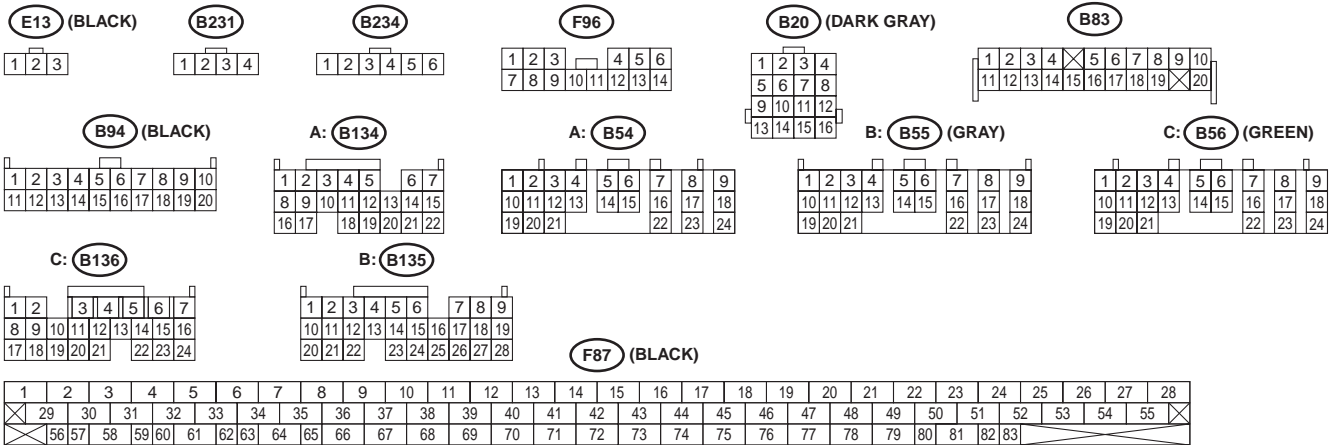 E13 (BLACK) B231 B234 F96 B20 (DARK GRAY) B83
1 2 3
1 2 3 4
1 2 3 4 5 6
1 2 3 4 5 6
7 8 9 10 11 12 13 14
1 2 3 4
5 6 7 8
9 10 11 12
13 14 15 16
1 2 3 4 5 6 7 8 9 10
11 12 13 14 15 16 17 18 19 20
B94 (BLACK) A: B134 A: B54 B: B55 (GRAY) C: B56 (GREEN)
1 2 3 4 5 6 7 8 9 10
11 12 13 14 15 16 17 18 19 20
1 2 3 4 5 6 7
8 9 10 11 12 13 14 15
16 17 18 19 20 21 22
1 2 3 4 5 6 7 8 9
10 11 12 13 14 15 16 17 18
19 20 21 22 23 24
1 2 3 4 5 6 7 8 9
10 11 12 13 14 15 16 17 18
19 20 21 22 23 24
1 2 3 4 5 6 7 8 9
10 11 12 13 14 15 16 17 18
19 20 21 22 23 24
C: B136 B: B135
1 2 3 4 5 6 7
8 9 10 11 12 13 14 15 16
17 18 19 20 21 22 23 24
1 2 3 4 5 6 7 8 9
10 11 12 13 14 15 16 17 18 19
20 21 22 23 24 25 26 27 28
F87 (BLACK)
1 2 3 4 5 6 7 8 9 10 11 12 13 14 15 16 17 18 19 20 21 22 23 24 25 26 27 28
29 30 31 32 33 34 35 36 37 38 39 40 41 42 43 44 45 46 47 48 49 50 51 52 53 54 55
56 57 58 59 60 61 62 63 64 65 66 67 68 69 70 71 72 73 74 75 76 77 78 79 80 81 82 83